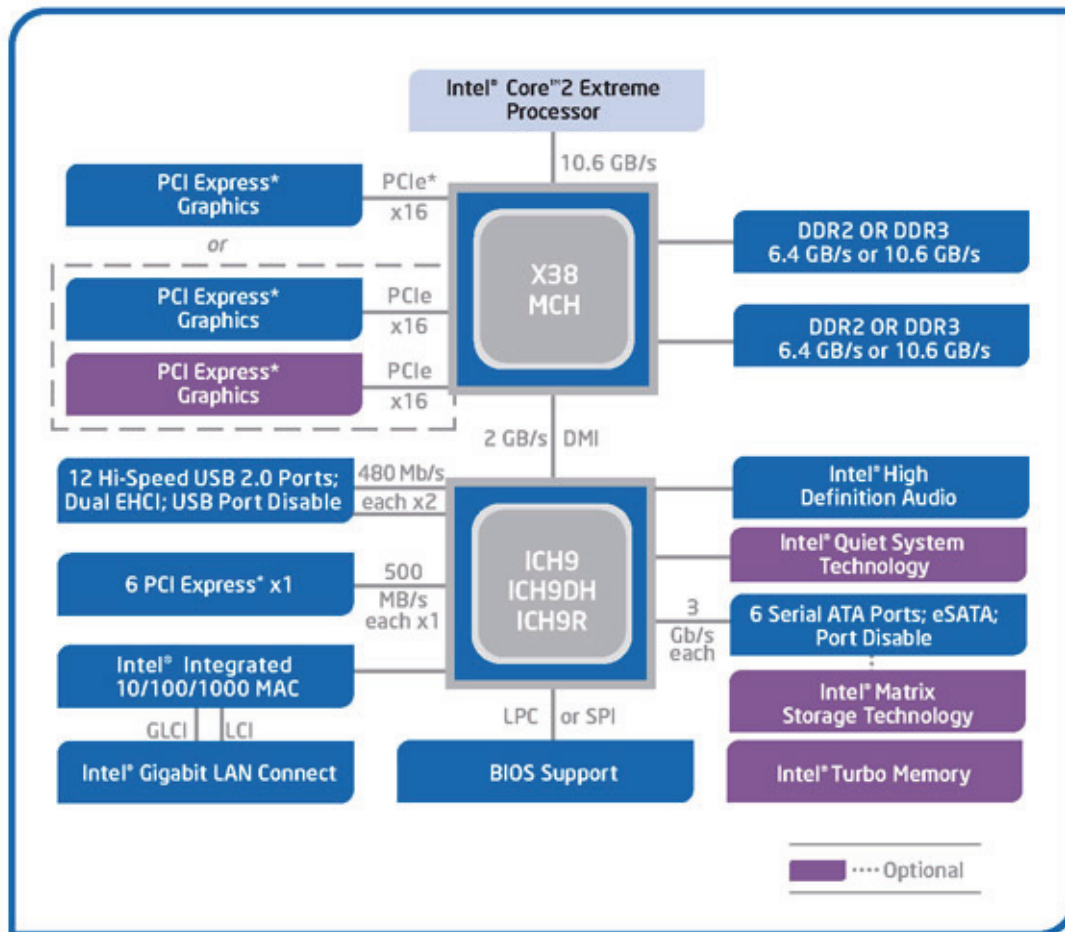 Intel® Core™2 Extreme
Processor
10.6 GB/s
PCI Express*
Graphics
PCIe*
x16
or
PCI Express*
Graphics
PCIe
x16
PCI Express*
Graphics
PCIe
x16
X38
MCH
DDR2 OR DDR3
6.4 GB/s or 10.6 GB/s
DDR2 OR DDR3
6.4 GB/s or 10.6 GB/s
2 GB/s DMI
12 Hi-Speed USB 2.0 Ports;
Dual EHCI; USB Port Disable
480 Mb/s
each x2
6 PCI Express* x1
500
MB/s
each x1
Intel® Integrated
10/100/1000 MAC
GLCI LCI
Intel® Gigabit LAN Connect
ICH9
ICH9DH
ICH9R
LPC or SPI
BIOS Support
Intel® High
Definition Audio
Intel® Quiet System
Technology
3
Gb/s
each
6 Serial ATA Ports; eSATA;
Port Disable
Intel® Matrix
Storage Technology
Intel® Turbo Memory
Optional